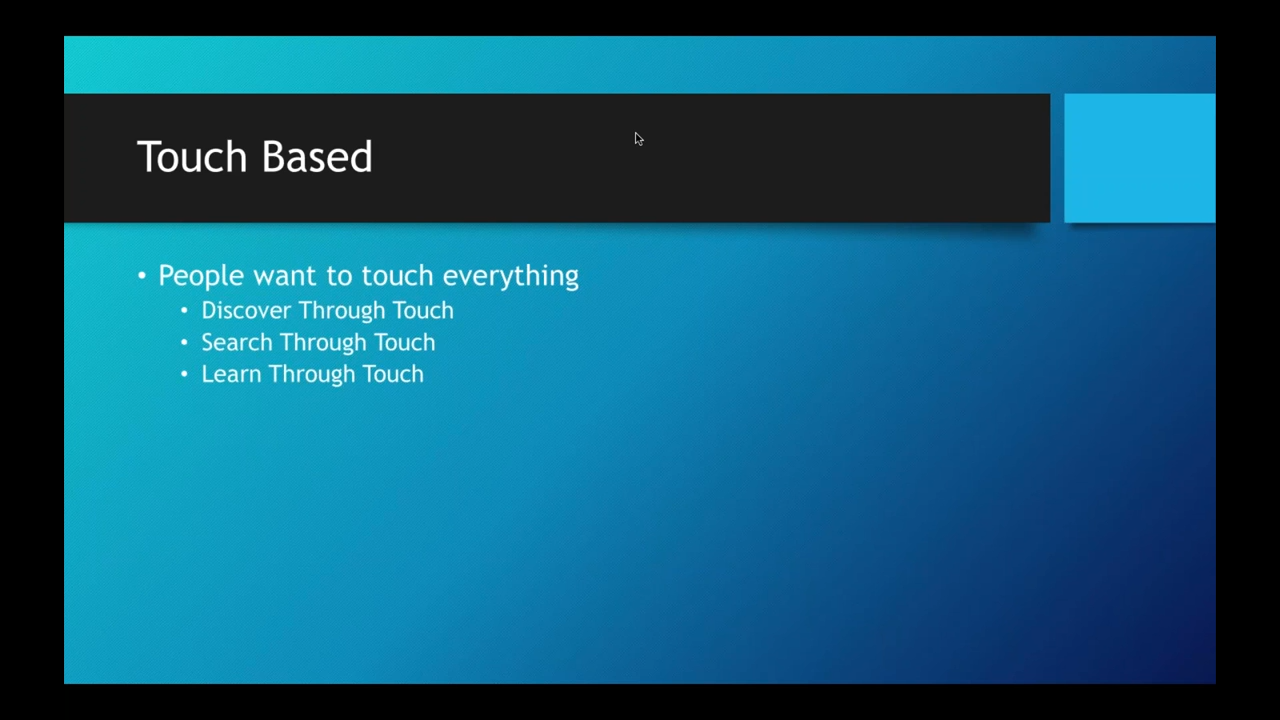 Touch Based
• People want to touch everything
• Discover Through Touch
• Search Through Touch
• Learn Through Touch